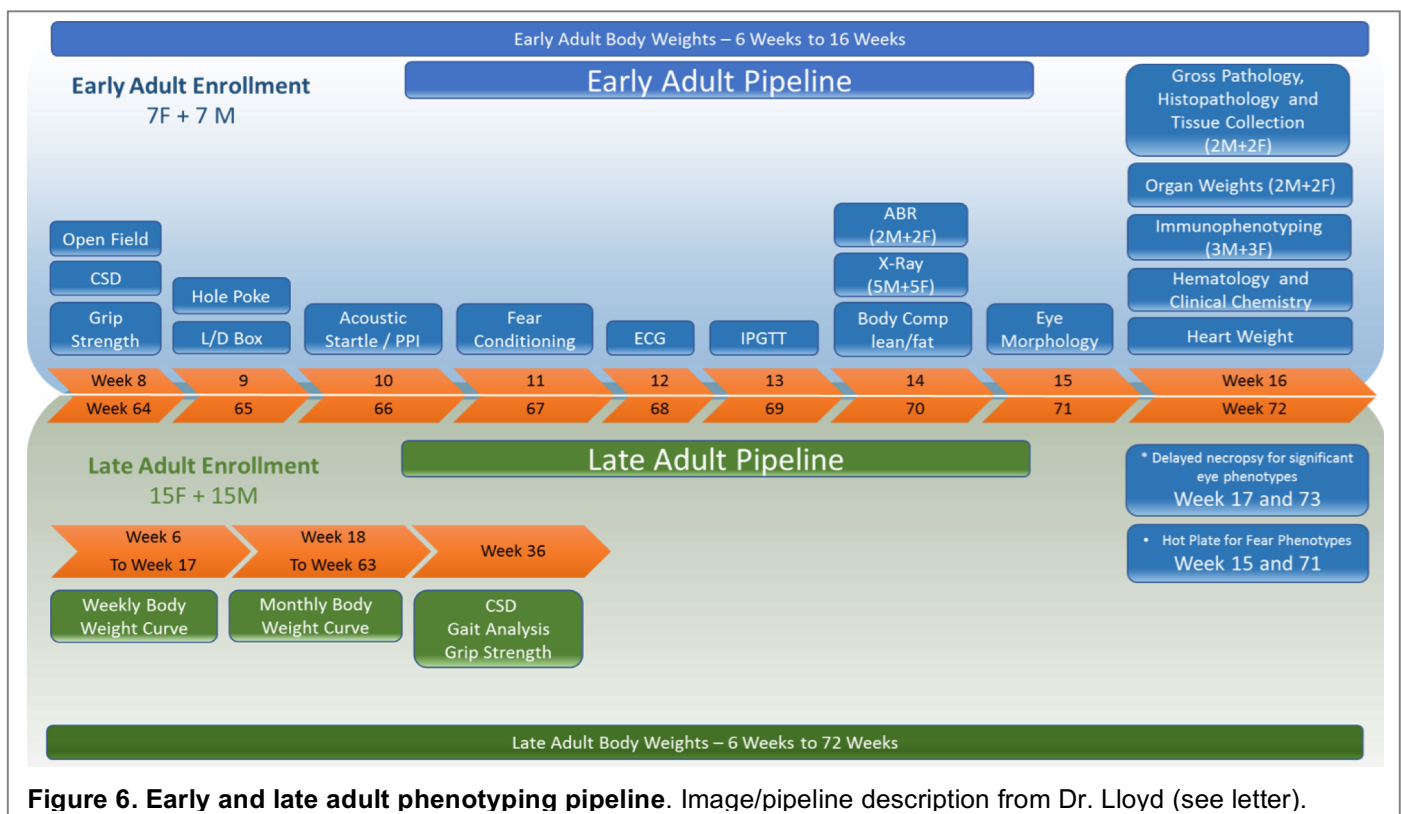 Early Adult Body Weights – 6 Weeks to 16 Weeks
Early Adult Enrollment
7F + 7 M
Early Adult Pipeline
Gross Pathology,
Histopathology and
Tissue Collection
(2M+2F)
Organ Weights (2M+2F)
Immunophenotyping
(3M+3F)
Hematology and
Clinical Chemistry
Heart Weight
Open Field
CSD
Grip
Strength
Hole Poke
L/D Box
Acoustic
Startle / PPI
Fear
Conditioning
ECG
IPGTT
ABR
(2M+2F)
X-Ray
(5M+5F)
Body Comp
lean/fat
Eye
Morphology
Week 8 9 10 11 12 13 14 15 Week 16
Week 64 65 66 67 68 69 70 71 Week 72
Late Adult Enrollment
15F + 15M
Late Adult Pipeline
* Delayed necropsy for significant
eye phenotypes
Week 17 and 73
• Hot Plate for Fear Phenotypes
Week 15 and 71
Week 6
To Week 17
Week 18
To Week 63
Week 36
Weekly Body
Weight Curve
Monthly Body
Weight Curve
CSD
Gait Analysis
Grip Strength
Late Adult Body Weights – 6 Weeks to 72 Weeks
Figure 6. Early and late adult phenotyping pipeline. Image/pipeline description from Dr. Lloyd (see letter).